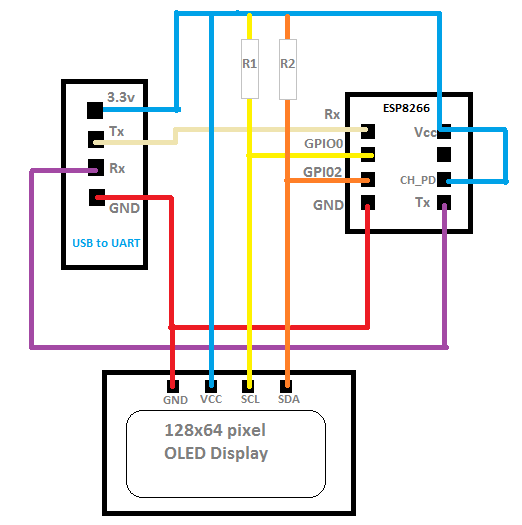 3.3v
Tx
Rx
GND
USB to UART
R1
R2
ESP8266
Rx
GPIO0
GPI02
GND
Vcc
CH_PD
Tx
GND
VCC
SCL
SDA
128x64 pixel
OLED Display